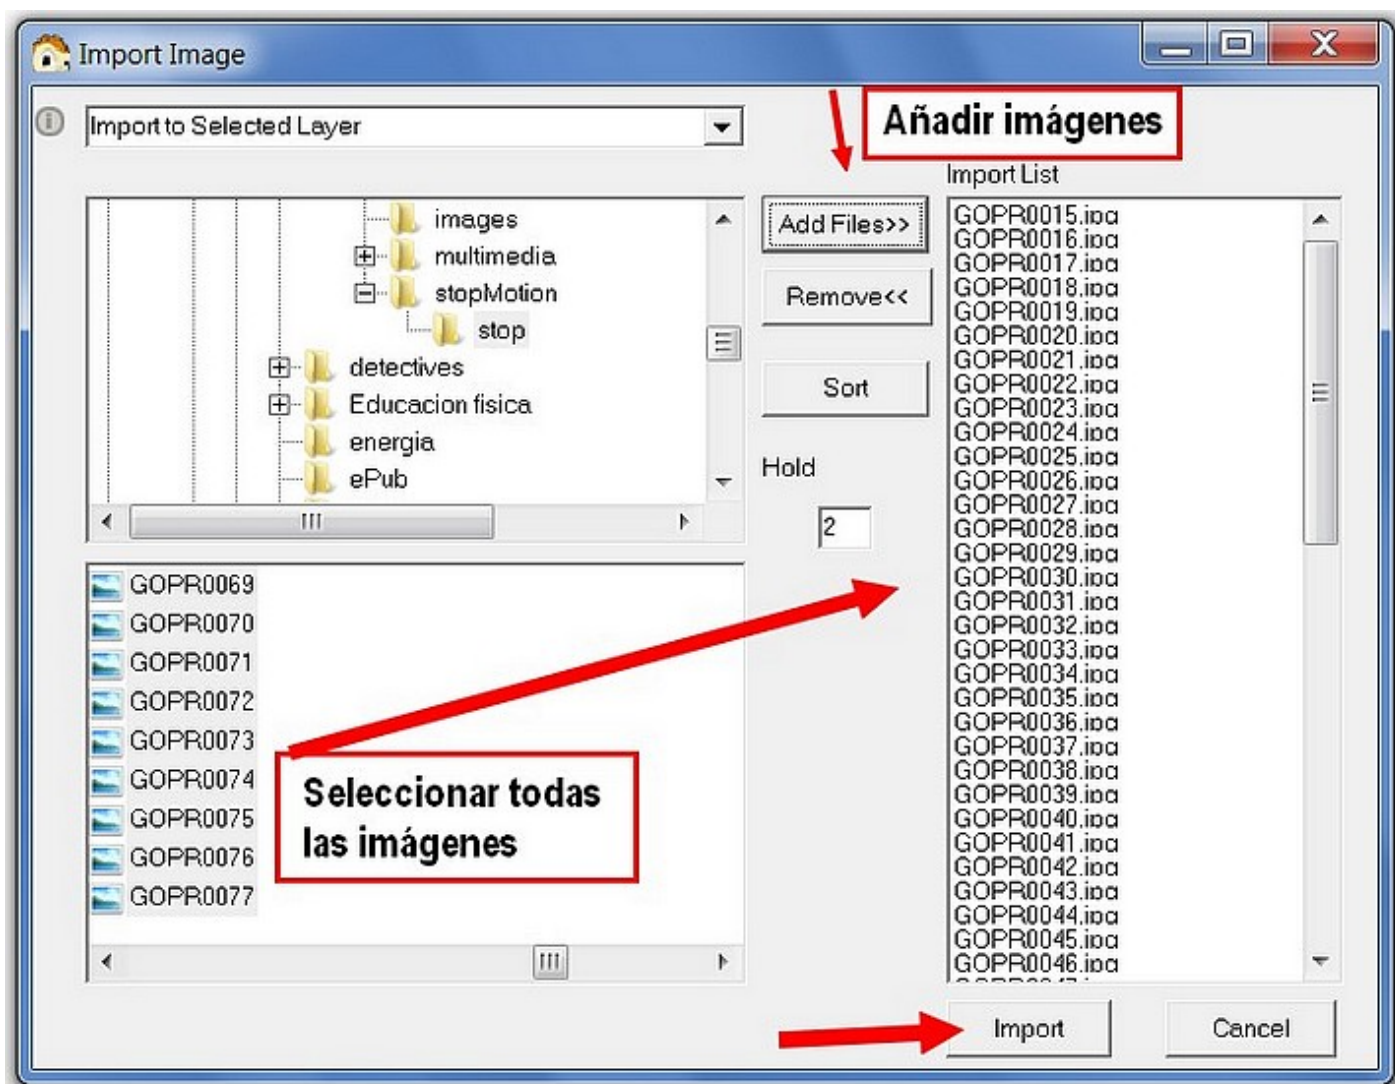 Import Image
Import to Selected Layer
Añadir imágenes
Import List
images
multimedia
stopMotion
stop
detectives
Educacion fisica
energia
ePub
Add Files>>
Remove<<
Sort
Hold
2
GOPR0015.jpg
GOPR0016.jpg
GOPR0017.jpg
GOPR0018.jpg
GOPR0019.jpg
GOPR0020.jpg
GOPR0021.jpg
GOPR0022.jpg
GOPR0023.jpg
GOPR0024.jpg
GOPR0025.jpg
GOPR0026.jpg
GOPR0027.jpg
GOPR0028.jpg
GOPR0029.jpg
GOPR0030.jpg
GOPR0031.jpg
GOPR0032.jpg
GOPR0033.jpg
GOPR0034.jpg
GOPR0035.jpg
GOPR0036.jpg
GOPR0037.jpg
GOPR0038.jpg
GOPR0039.jpg
GOPR0040.jpg
GOPR0041.jpg
GOPR0042.jpg
GOPR0043.jpg
GOPR0044.jpg
GOPR0045.jpg
GOPR0046.jpg
GOPR0069
GOPR0070
GOPR0071
GOPR0072
GOPR0073
GOPR0074
GOPR0075
GOPR0076
GOPR0077
Seleccionar todas
las imágenes
Import
Cancel